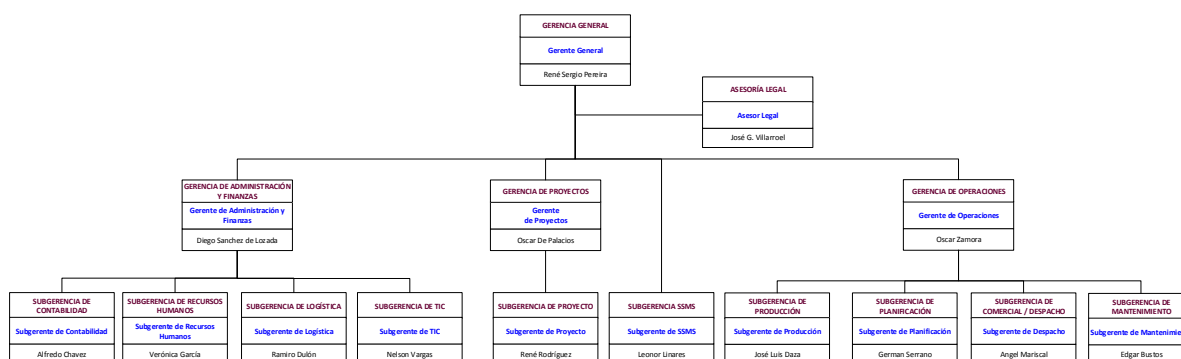 GERENCIA GENERAL
Gerente General
René Sergio Pereira
ASESORÍA LEGAL
Asesor Legal
José G. Villarroel
GERENCIA DE ADMINISTRACIÓN
Y FINANZAS
Gerente de Administración y
Finanzas
Diego Sanchez de Lozada
GERENCIA DE PROYECTOS
Gerente
de Proyectos
Oscar De Palacios
GERENCIA DE OPERACIONES
Gerente de Operaciones
Oscar Zamora
SUBGERENCIA DE
CONTABILIDAD
Subgerente de Contabilidad
Alfredo Chavez
SUBGERENCIA DE RECURSOS
HUMANOS
Subgerente de Recursos
Humanos
Verónica García
SUBGERENCIA DE LOGÍSTICA
Subgerente de Logística
Ramiro Dulón
SUBGERENCIA DE TIC
Subgerente de TIC
Nelson Vargas
SUBGERENCIA DE PROYECTO
Subgerente de Proyecto
René Rodríguez
SUBGERENCIA SSMS
Subgerente de SSMS
Leonor Linares
SUBGERENCIA DE
PRODUCCIÓN
Subgerente de Producción
José Luis Daza
SUBGERENCIA DE
PLANIFICACIÓN
Subgerente de Planificación
German Serrano
SUBGERENCIA DE
COMERCIAL / DESPACHO
Subgerente de Despacho
Angel Mariscal
SUBGERENCIA DE
MANTENIMIENTO
Subgerente de Mantenimie
Edgar Bustos